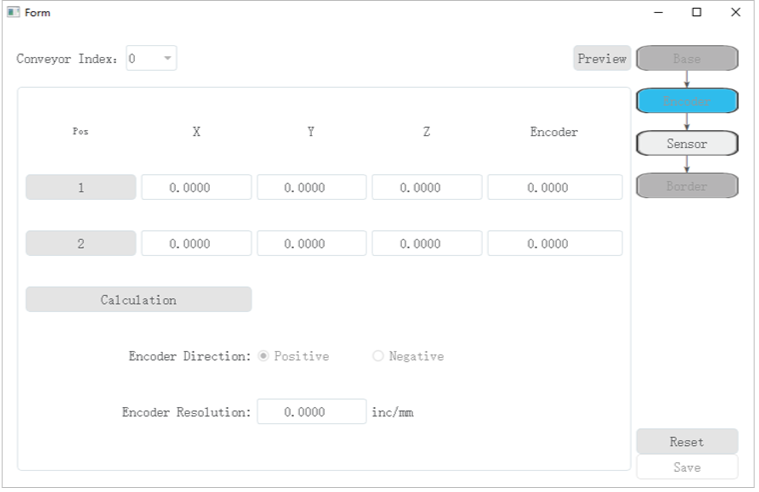 Form
Conveyor Index: 0
Preview
Base
Encoder
Sensor
Border
Pos X Y Z Encoder
1 0.0000 0.0000 0.0000 0.0000
2 0.0000 0.0000 0.0000 0.0000
Calculation
Encoder Direction: Positive Negative
Encoder Resolution: 0.0000 inc/mm
Reset
Save